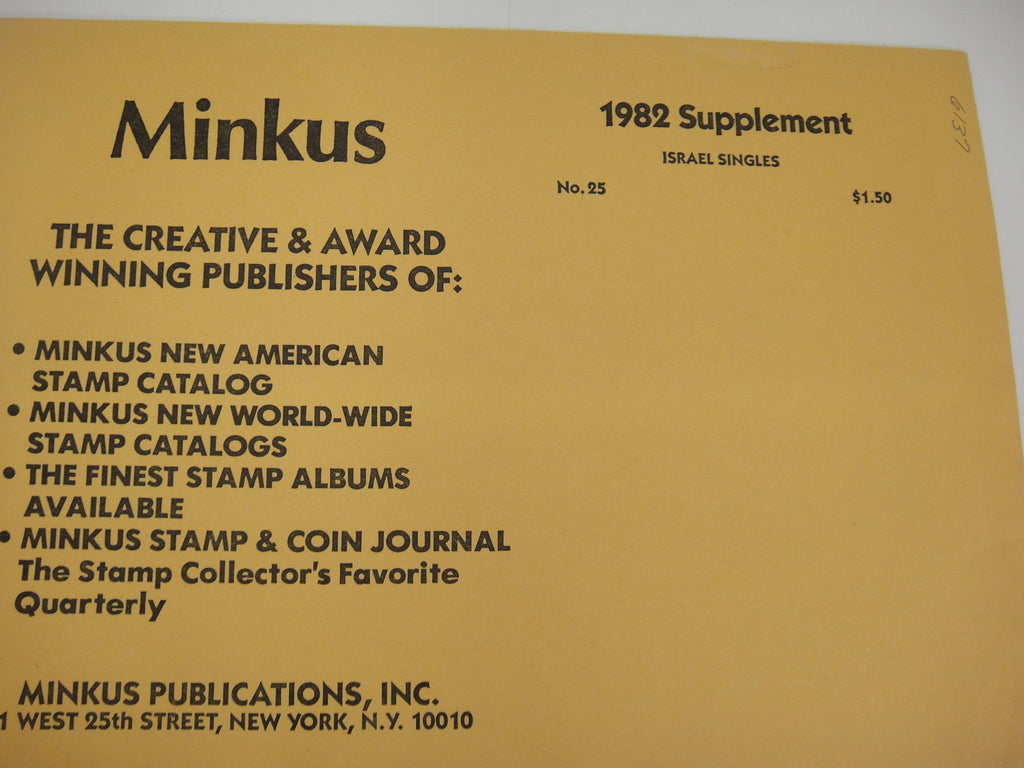 Minkus
THE CREATIVE & AWARD
WINNING PUBLISHERS OF:
• MINKUS NEW AMERICAN
STAMP CATALOG
• MINKUS NEW WORLD-WIDE
STAMP CATALOGS
• THE FINEST STAMP ALBUMS
AVAILABLE
• MINKUS STAMP & COIN JOURNAL
The Stamp Collector's Favorite
Quarterly
MINKUS PUBLICATIONS, INC.
1 WEST 25th STREET, NEW YORK, N.Y. 10010
1982 Supplement
ISRAEL SINGLES
No. 25 $1.50
6137